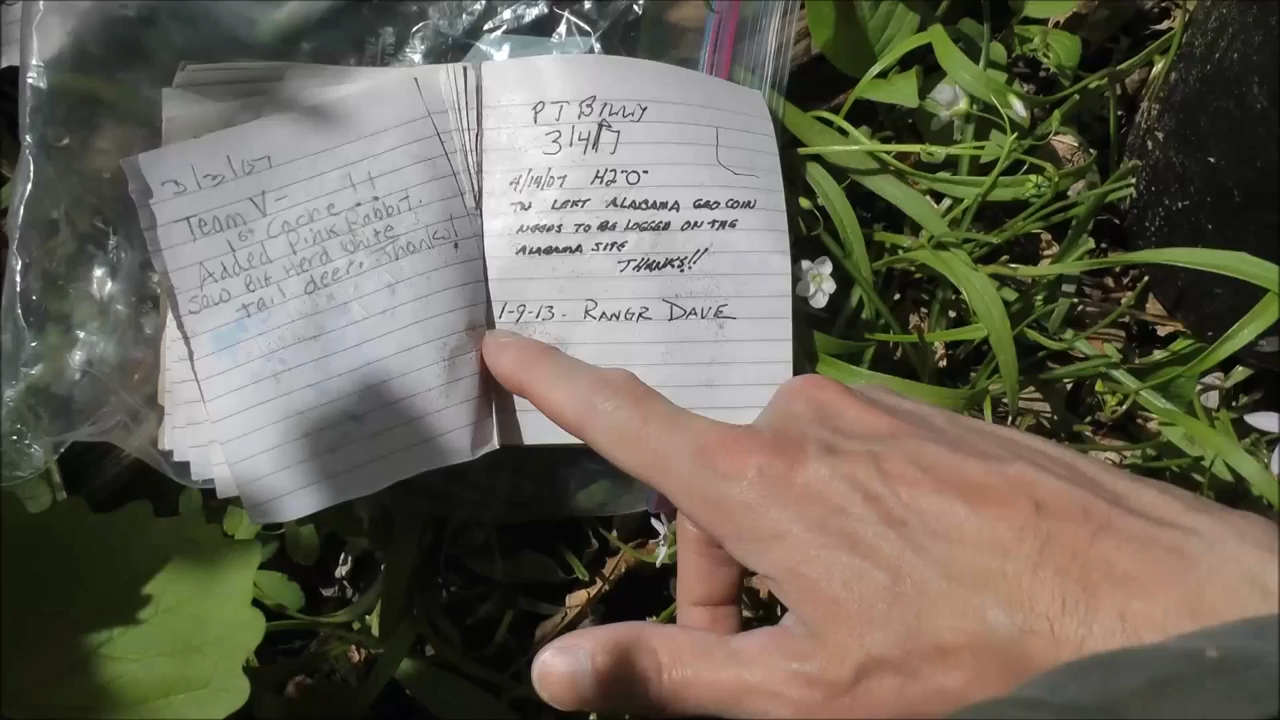 3/3/07
Team V-
1st Cache !!
Added Pink Rabbit.
Saw Big Herd white
tail deer. Thanks!
PJ BILLY
3/4/07
4/14/07 H2"O"
TN LEFT ALABAMA GEO COIN
NEEDS TO BE LOGGED ON THE
ALABAMA SITE
THANKS!!
1-9-13 - RANGR DAVE